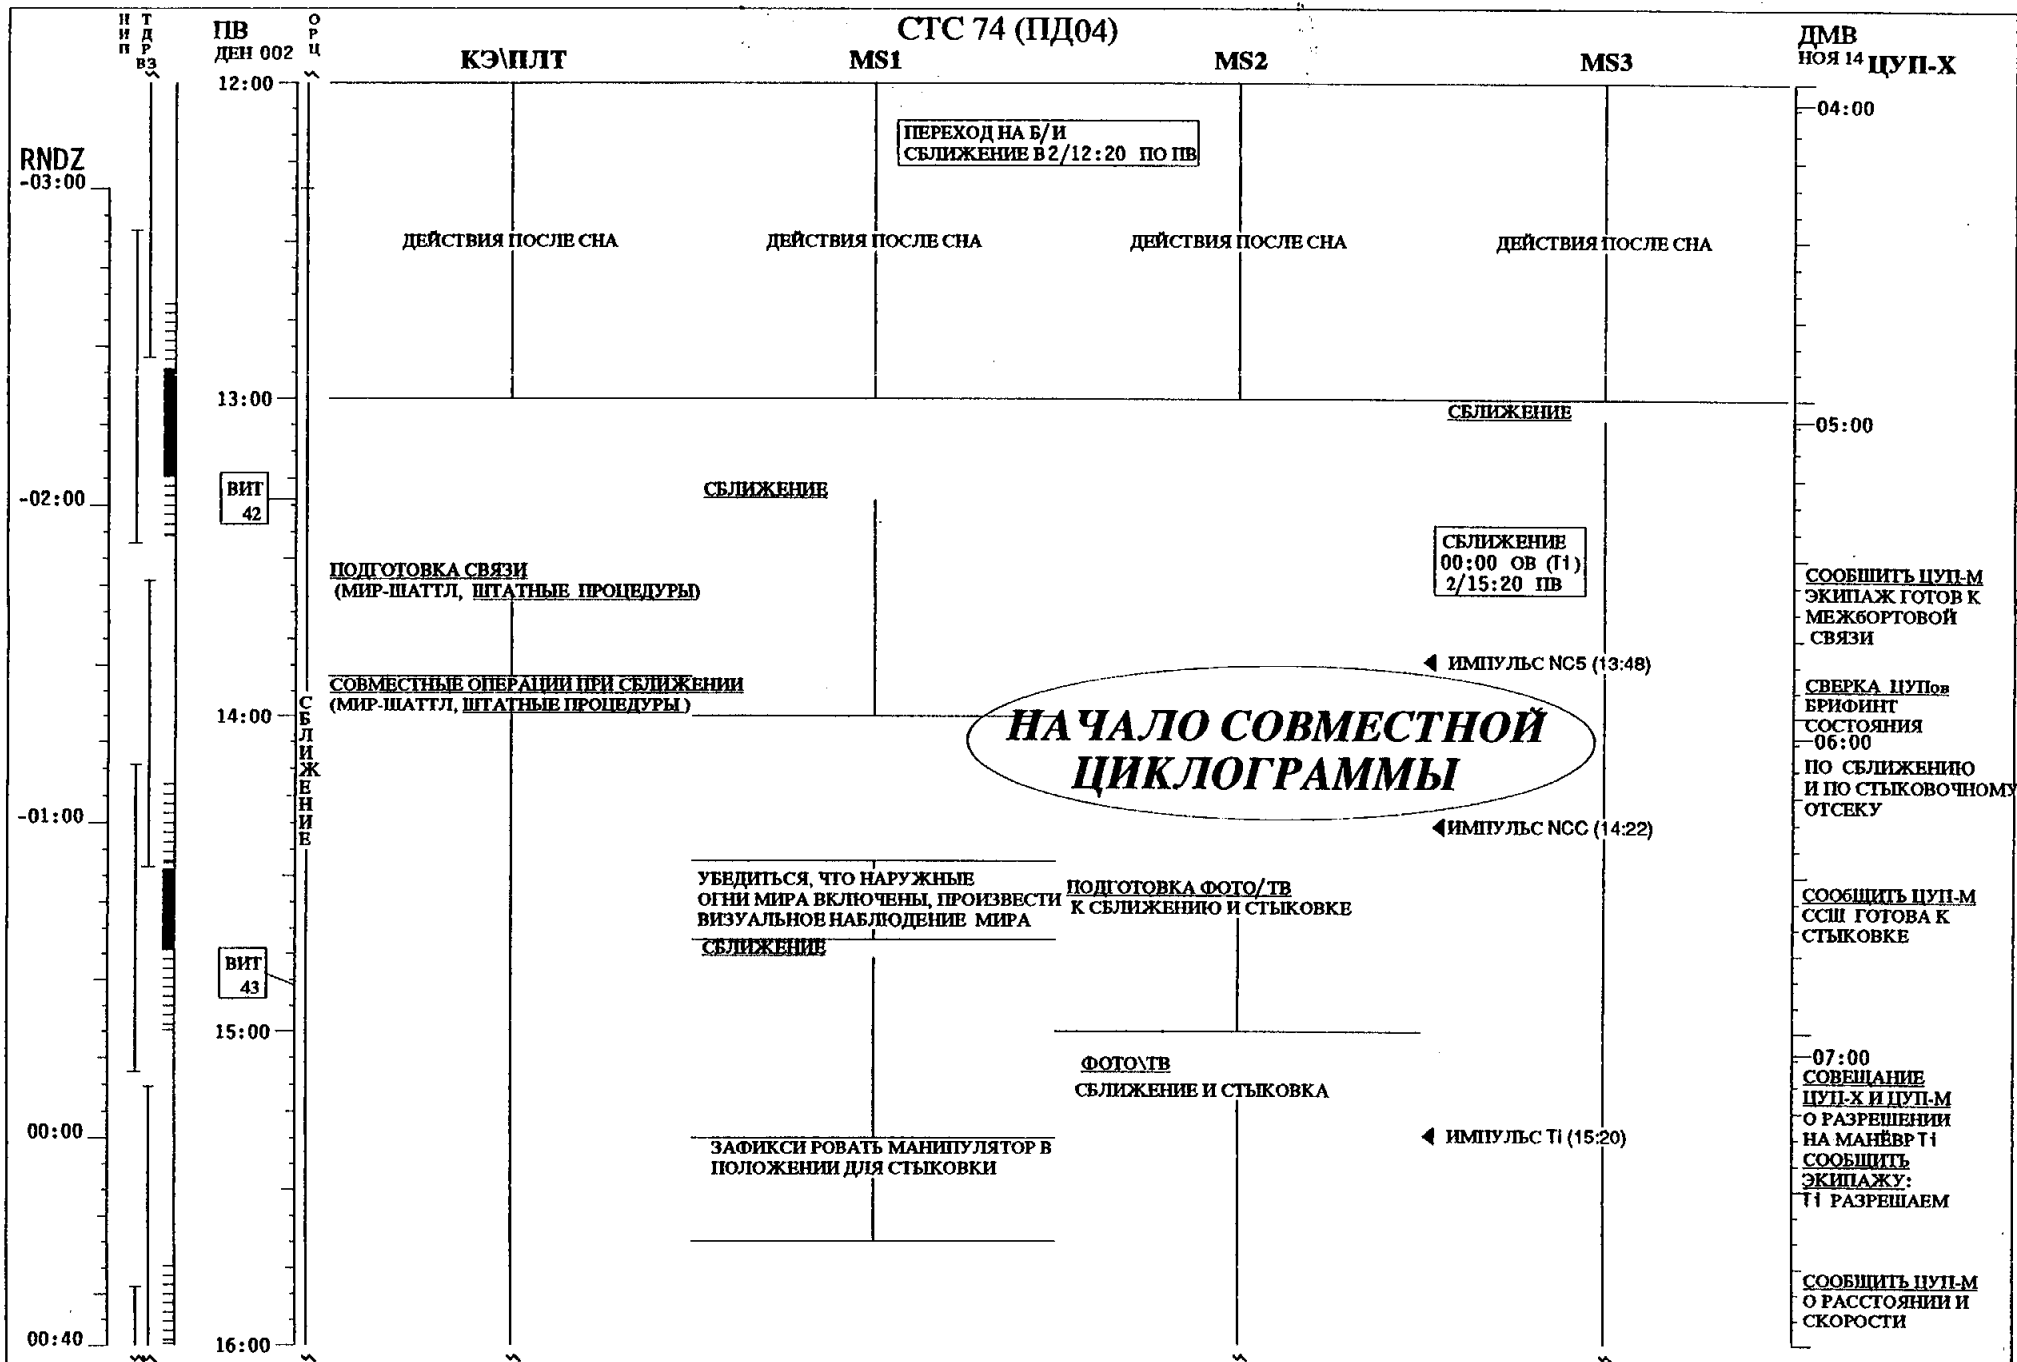 СТС 74 (ПД04)
НИП
ТДРВЗ
ПВ
ДЕН 002
ОРЦ
КЭ\ПЛТ
MS1
MS2
MS3
ДМВ
НОЯ 14 ЦУП-Х
12:00
04:00
ПЕРЕХОД НА Б/И
СБЛИЖЕНИЕ В 2/12:20 ПО ПВ
RNDZ
-03:00
ДЕЙСТВИЯ ПОСЛЕ СНА
ДЕЙСТВИЯ ПОСЛЕ СНА
ДЕЙСТВИЯ ПОСЛЕ СНА
ДЕЙСТВИЯ ПОСЛЕ СНА
13:00
СБЛИЖЕНИЕ
05:00
-02:00
ВИТ
42
СБЛИЖЕНИЕ
СБЛИЖЕНИЕ
00:00 ОВ (Ti)
2/15:20 ПВ
ПОДГОТОВКА СВЯЗИ
(МИР-ШАТТЛ, ШТАТНЫЕ ПРОЦЕДУРЫ)
СООБШИТЬ ЦУП-М
ЭКИПАЖ ГОТОВ К
МЕЖБОРТОВОЙ
СВЯЗИ
ИМПУЛЬС NC5 (13:48)
СОВМЕСТНЫЕ ОПЕРАЦИИ ПРИ СБЛИЖЕНИИ
(МИР-ШАТТЛ, ШТАТНЫЕ ПРОЦЕДУРЫ )
СВЕРКА ЦУПов
БРИФИНТ
СОСТОЯНИЯ
14:00
СБЛИЖЕНИЕ
НАЧАЛО СОВМЕСТНОЙ
ЦИКЛОГРАММЫ
06:00
ПО СБЛИЖЕНИЮ
И ПО СТЫКОВОЧНОМУ
ОТСЕКУ
-01:00
ИМПУЛЬС NCC (14:22)
УБЕДИТЬСЯ, ЧТО НАРУЖНЫЕ
ОГНИ МИРА ВКЛЮЧЕНЫ, ПРОИЗВЕСТИ
ВИЗУАЛЬНОЕ НАБЛЮДЕНИЕ МИРА
ПОДГОТОВКА ФОТО/ТВ
К СБЛИЖЕНИЮ И СТЫКОВКЕ
СООБЩИТЬ ЦУП-М
ССШ ГОТОВА К
СТЫКОВКЕ
СБЛИЖЕНИЕ
ВИТ
43
15:00
07:00
ФОТО\ТВ
СБЛИЖЕНИЕ И СТЫКОВКА
СОВЕЩАНИЕ
ЦУП-Х И ЦУП-М
О РАЗРЕШЕНИИ
НА МАНЁВР Ti
00:00
ИМПУЛЬС Ti (15:20)
ЗАФИКСИ РОВАТЬ МАНИПУЛЯТОР В
ПОЛОЖЕНИИ ДЛЯ СТЫКОВКИ
СООБЩИТЬ
ЭКИПАЖУ:
Ti РАЗРЕШАЕМ
СООБЩИТЬ ЦУП-М
О РАССТОЯНИИ И
СКОРОСТИ
00:40
16:00